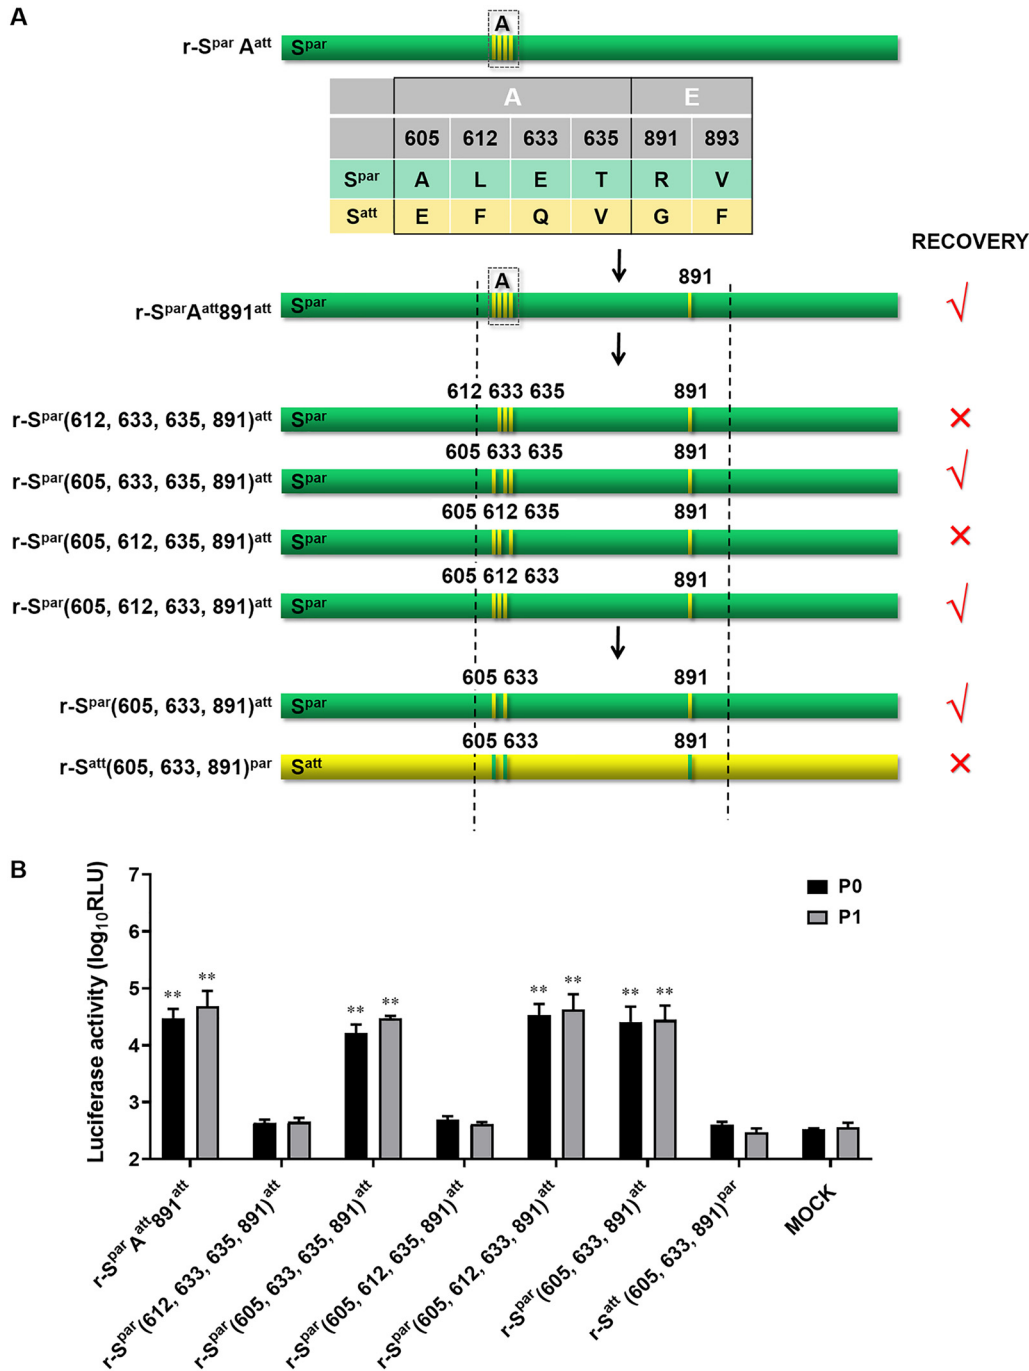 A
r-Sᵖᵃʳ Aᵃᵗᵗ
Sᵖᵃʳ
A
A E
605 612 633 635 891 893
Sᵖᵃʳ A L E T R V
Sᵃᵗᵗ E F Q V G F
RECOVERY
A 891
r-SᵖᵃʳAᵃᵗᵗ891ᵃᵗᵗ Sᵖᵃʳ √
612 633 635 891
r-Sᵖᵃʳ(612, 633, 635, 891)ᵃᵗᵗ Sᵖᵃʳ ×
605 633 635 891
r-Sᵖᵃʳ(605, 633, 635, 891)ᵃᵗᵗ Sᵖᵃʳ √
605 612 635 891
r-Sᵖᵃʳ(605, 612, 635, 891)ᵃᵗᵗ Sᵖᵃʳ ×
605 612 633 891
r-Sᵖᵃʳ(605, 612, 633, 891)ᵃᵗᵗ Sᵖᵃʳ √
605 633 891
r-Sᵖᵃʳ(605, 633, 891)ᵃᵗᵗ Sᵖᵃʳ √
605 633 891
r-Sᵃᵗᵗ(605, 633, 891)ᵖᵃʳ Sᵃᵗᵗ ×
B
Luciferase activity (log₁₀RLU)
7
6
5
4
3
2
P0
P1
** ** ** ** ** ** ** **
r-SᵖᵃʳAᵃᵗᵗ891ᵃᵗᵗ
r-Sᵖᵃʳ(612, 633, 635, 891)ᵃᵗᵗ
r-Sᵖᵃʳ(605, 633, 635, 891)ᵃᵗᵗ
r-Sᵖᵃʳ(605, 612, 635, 891)ᵃᵗᵗ
r-Sᵖᵃʳ(605, 612, 633, 891)ᵃᵗᵗ
r-Sᵖᵃʳ(605, 633, 891)ᵃᵗᵗ
r-Sᵃᵗᵗ (605, 633, 891)ᵖᵃʳ
MOCK